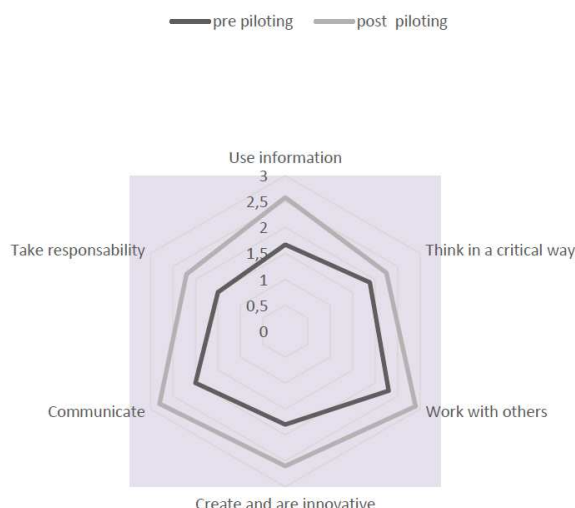 pre piloting post piloting
Use information
3
2,5
2
1,5
1
0,5
0
Take responsability
Think in a critical way
Communicate
Work with others
Create and are innovative